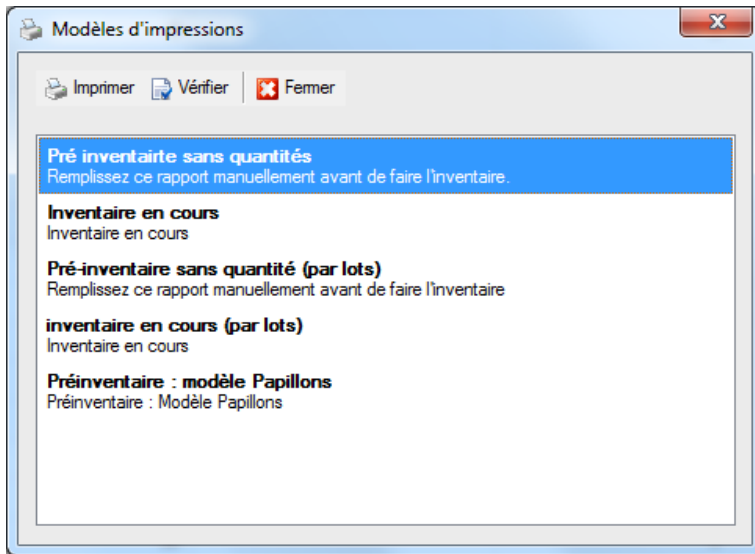 Modèles d'impressions
Imprimer Vérifier Fermer
Pré inventairte sans quantités
Remplissez ce rapport manuellement avant de faire l'inventaire.
Inventaire en cours
Inventaire en cours
Pré-inventaire sans quantité (par lots)
Remplissez ce rapport manuellement avant de faire l'inventaire
inventaire en cours (par lots)
Inventaire en cours
Préinventaire : modèle Papillons
Préinventaire : Modèle Papillons